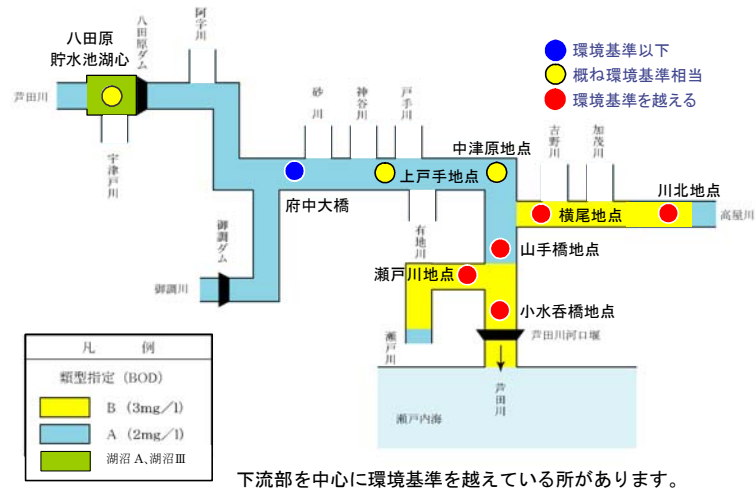 八田原
貯水池湖心
八田原ダム
阿字川
環境基準以下
概ね環境基準相当
環境基準を越える
芦田川
宇津戸川
砂川
神谷川
戸手川
中津原地点
吉野川
加茂川
川北地点
上戸手地点
府中大橋
横尾地点
高屋川
有地川
御調ダム
山手橋地点
瀬戸川地点
御調川
小水呑橋地点
瀬戸川
芦田川河口堰
芦田川
瀬戸内海
凡 例
類型指定(BOD)
B (3mg/l)
A (2mg/l)
湖沼A、湖沼Ⅲ
下流部を中心に環境基準を越えている所があります。